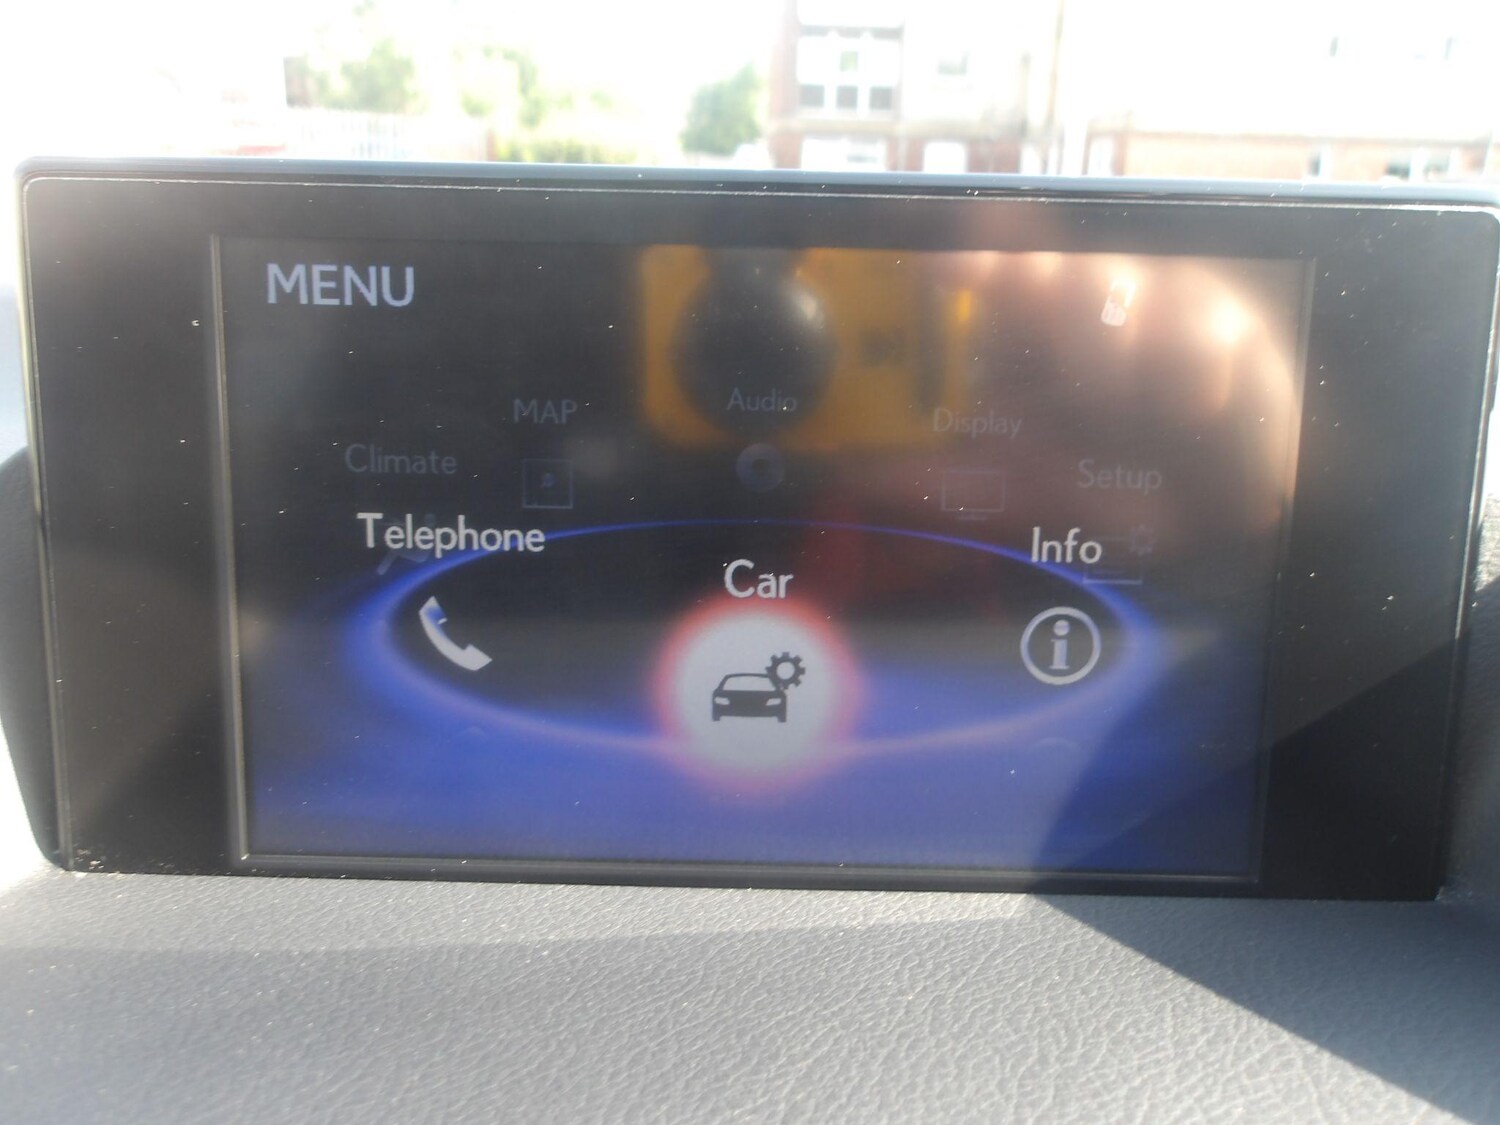 MENU
Audio
MAP
Display
Climate
Setup
Telephone
Info
Car